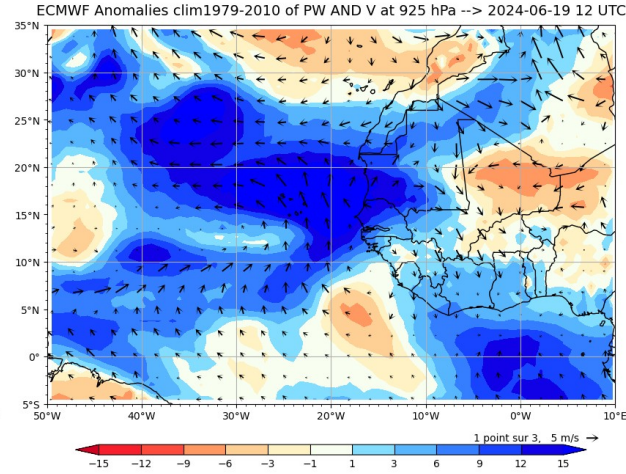 ECMWF Anomalies clim1979-2010 of PW AND V at 925 hPa --> 2024-06-19 12 UTC
35°N
30°N
25°N
20°N
15°N
10°N
5°N
0°
5°S
50°W 40°W 30°W 20°W 10°W 0°W 10°E
1 point sur 3, 5 m/s
−15 −12 −9 −6 −3 −1 1 3 6 9 12 15